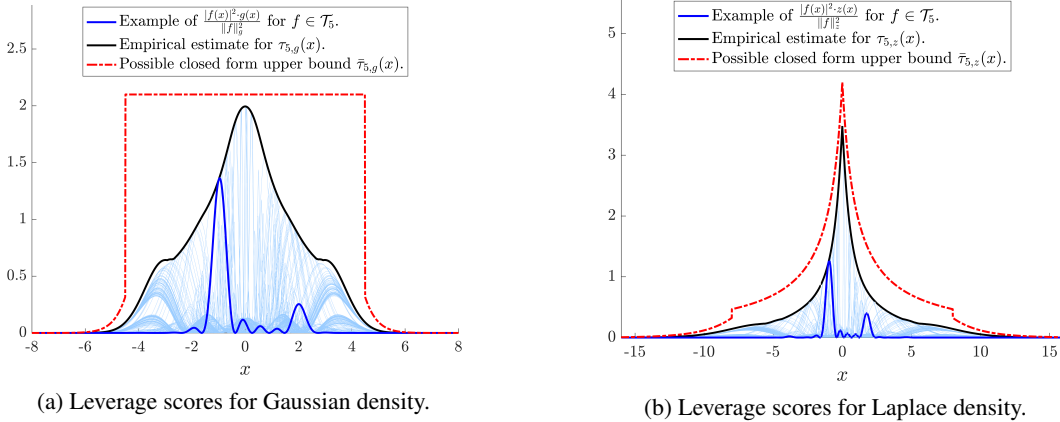 Example of |f(x)|²·g(x) / ‖f‖²_g for f ∈ 𝒯₅.
Empirical estimate for τ₅,g(x).
Possible closed form upper bound τ̄₅,g(x).
2.5
2
1.5
1
0.5
0
-8 -6 -4 -2 0 2 4 6 8
x
(a) Leverage scores for Gaussian density.
Example of |f(x)|²·z(x) / ‖f‖²_z for f ∈ 𝒯₅.
Empirical estimate for τ₅,z(x).
Possible closed form upper bound τ̄₅,z(x).
5
4
3
2
1
0
-15 -10 -5 0 5 10 15
x
(b) Leverage scores for Laplace density.